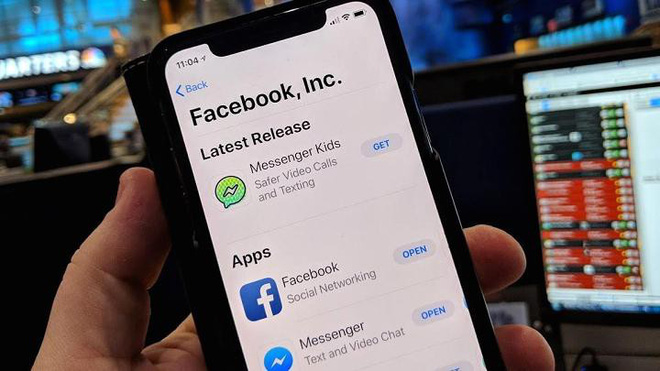 11:04
Back
Facebook, Inc.
Latest Release
Messenger Kids
Safer Video Calls
and Texting
GET
Apps
Facebook
Social Networking
OPEN
Messenger
Text and Video Chat
OPEN
GET